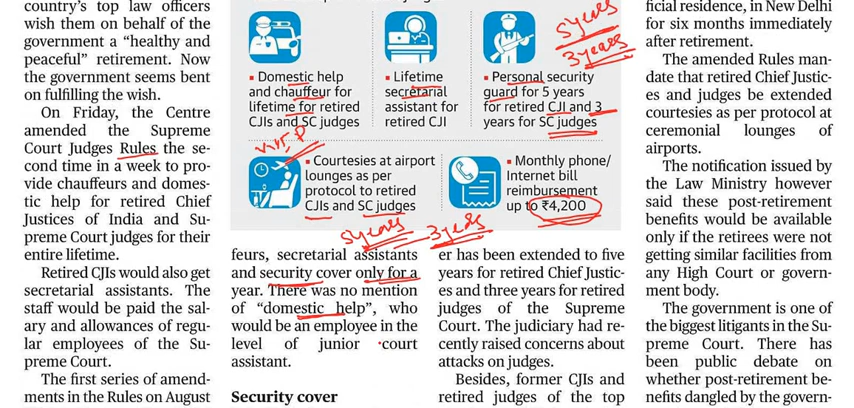 country's top law officers
wish them on behalf of the
government a “healthy and
peaceful” retirement. Now
the government seems bent
on fulfilling the wish.
On Friday, the Centre
amended the Supreme
Court Judges Rules the se-
cond time in a week to pro-
vide chauffeurs and domes-
tic help for retired Chief
Justices of India and Su-
preme Court judges for their
entire lifetime.
Retired CJIs would also get
secretarial assistants. The
staff would be paid the sal-
ary and allowances of regu-
lar employees of the Su-
preme Court.
The first series of amend-
ments in the Rules on August
Domestic help
and chauffeur for
lifetime for retired
CJIs and SC judges
Lifetime
secretarial
assistant for
retired CJI
5 years
3 years
Personal security
guard for 5 years
for retired CJI and 3
years for SC judges
Courtesies at airport
lounges as per
protocol to retired
CJIs and SC judges
Monthly phone/
Internet bill
reimbursement
up to ₹4,200
5 years 3 years
feurs, secretarial assistants
and security cover only for a
year. There was no mention
of “domestic help”, who
would be an employee in the
level of junior court
assistant.
Security cover
er has been extended to five
years for retired Chief Justic-
es and three years for retired
judges of the Supreme
Court. The judiciary had re-
cently raised concerns about
attacks on judges.
Besides, former CJIs and
retired judges of the top
ficial residence, in New Delhi
for six months immediately
after retirement.
The amended Rules man-
date that retired Chief Justic-
es and judges be extended
courtesies as per protocol at
ceremonial lounges of
airports.
The notification issued by
the Law Ministry however
said these post-retirement
benefits would be available
only if the retirees were not
getting similar facilities from
any High Court or govern-
ment body.
The government is one of
the biggest litigants in the Su-
preme Court. There has
been public debate on
whether post-retirement be-
nefits dangled by the govern-